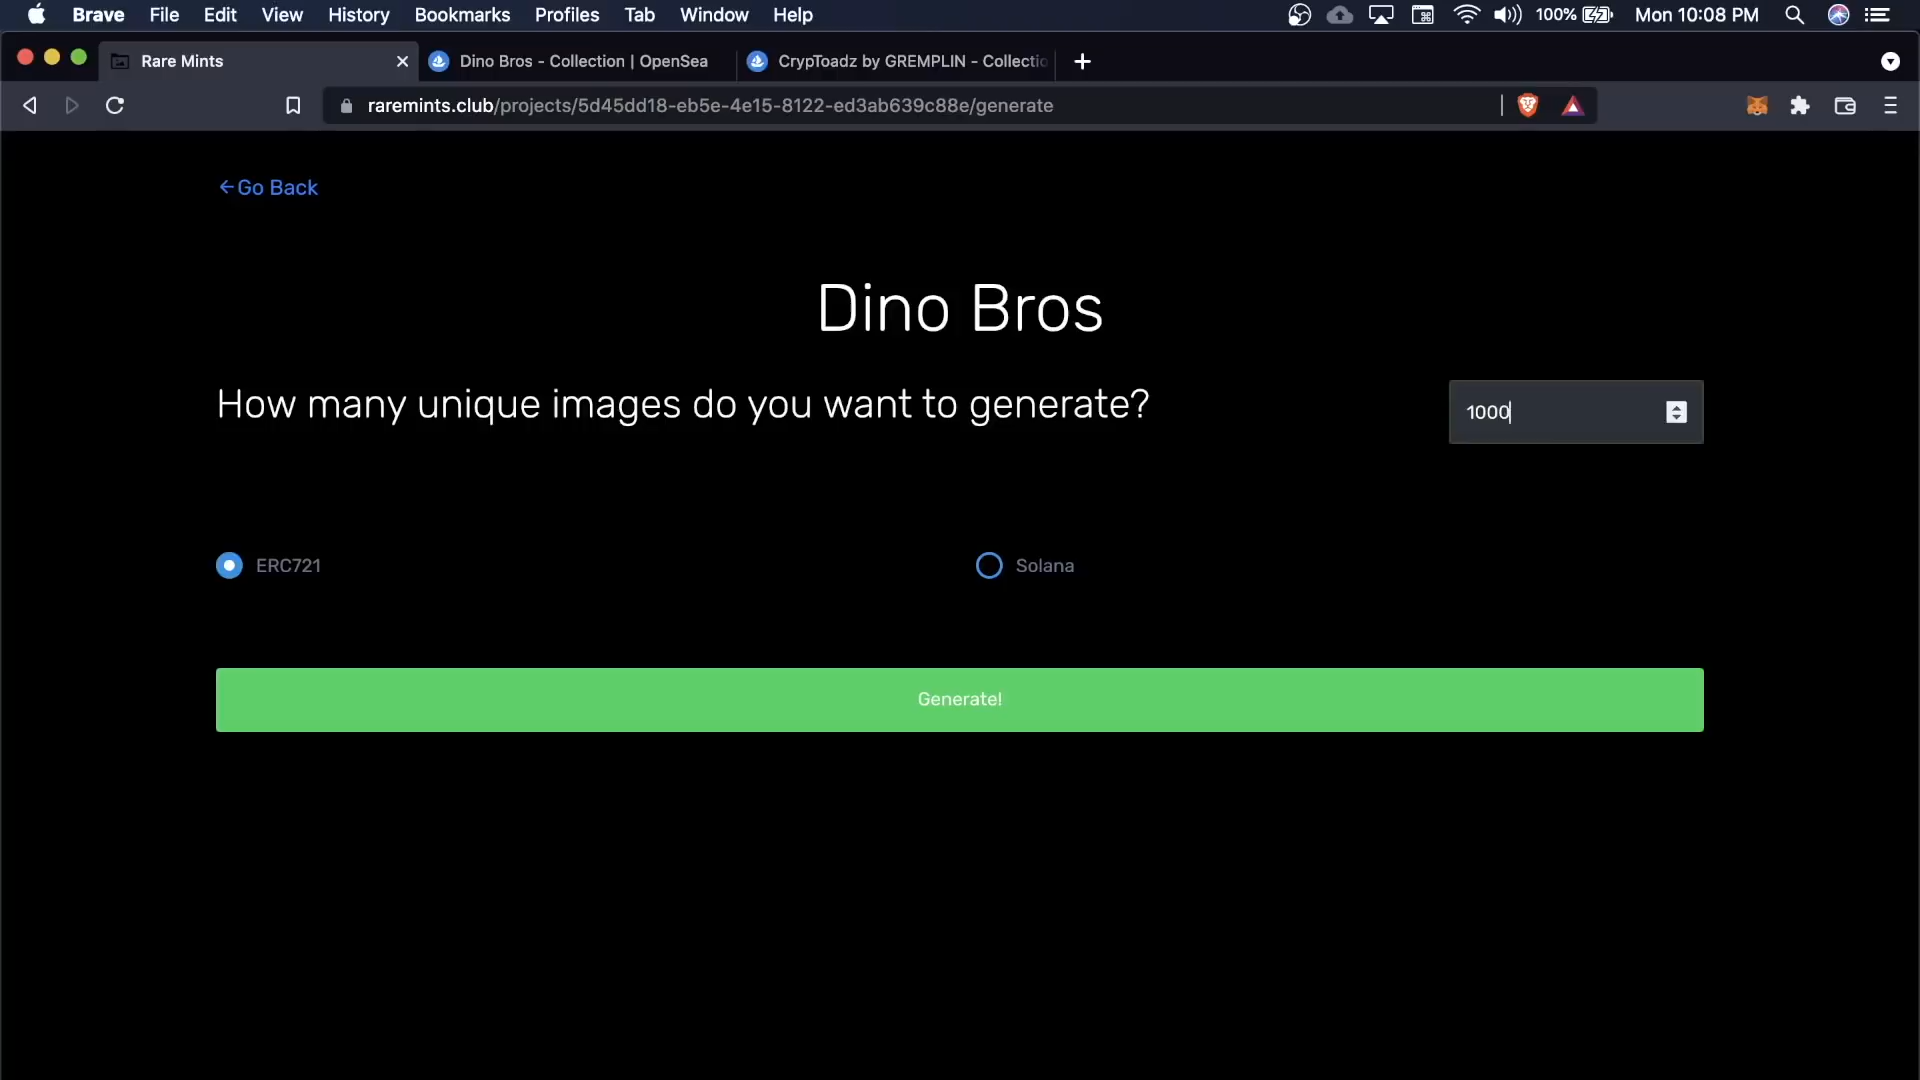 Brave File Edit View History Bookmarks Profiles Tab Window Help 100% Mon 10:08 PM
Rare Mints Dino Bros - Collection | OpenSea CrypToadz by GREMPLIN - Collectio
raremints.club/projects/5d45dd18-eb5e-4e15-8122-ed3ab639c88e/generate
←Go Back
Dino Bros
How many unique images do you want to generate? 1000
ERC721 Solana
Generate!